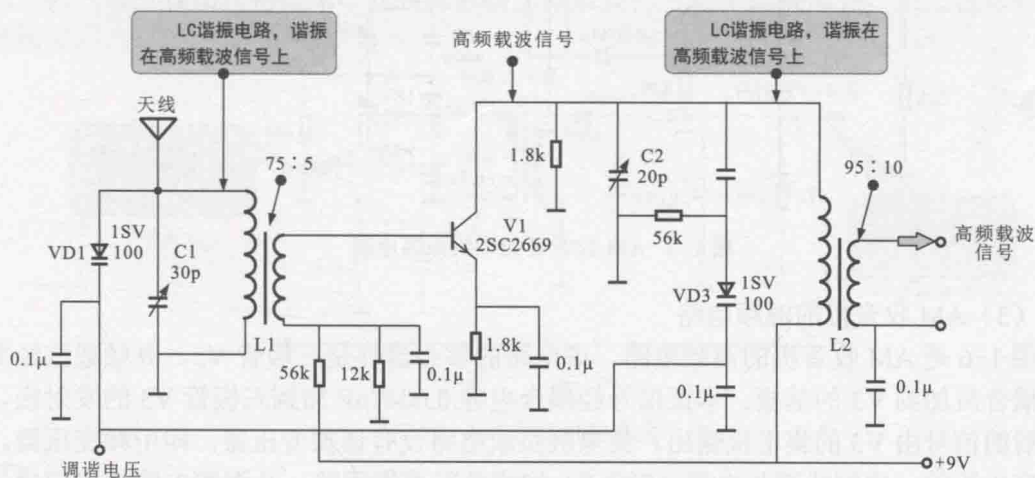 LC谐振电路，谐振
在高频载波信号上
高频载波信号
LC谐振电路，谐振在
高频载波信号上
天线
75：5
1.8k
C2
20p
95：10
VD1
1SV
100
C1
30p
V1
2SC2669
56k
高频载波
信号
VD3
1SV
100
L1
L2
0.1μ
56k
12k
0.1μ
1.8k
0.1μ
0.1μ
0.1μ
调谐电压
+9V